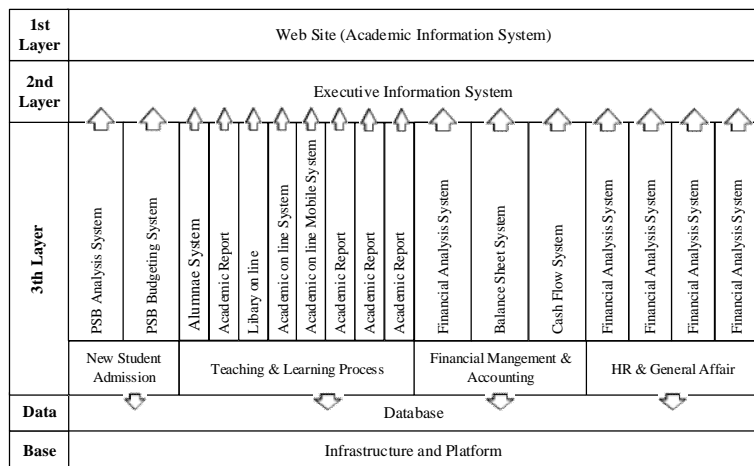 1st
Layer
Web Site (Academic Information System)
2nd
Layer
Executive Information System
3th Layer
PSB Analysis System
PSB Budgeting System
Alumnae System
Academic Report
Libary on line
Academic on line System
Academic on line Mobile System
Academic Report
Academic Report
Academic Report
Financial Analysis System
Balance Sheet System
Cash Flow System
Financial Analysis System
Financial Analysis System
Financial Analysis System
Financial Analysis System
New Student
Admission
Teaching & Learning Process
Financial Mangement &
Accounting
HR & General Affair
Data
Database
Base
Infrastructure and Platform